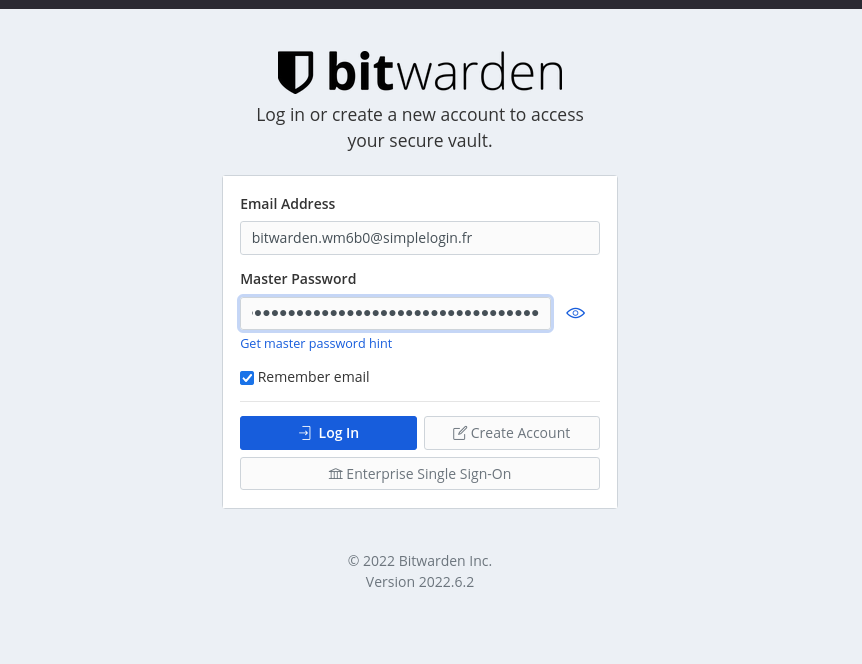 bitwarden
Log in or create a new account to access
your secure vault.
Email Address
bitwarden.wm6b0@simplelogin.fr
Master Password
Get master password hint
Remember email
Log In
Create Account
Enterprise Single Sign-On
© 2022 Bitwarden Inc.
Version 2022.6.2